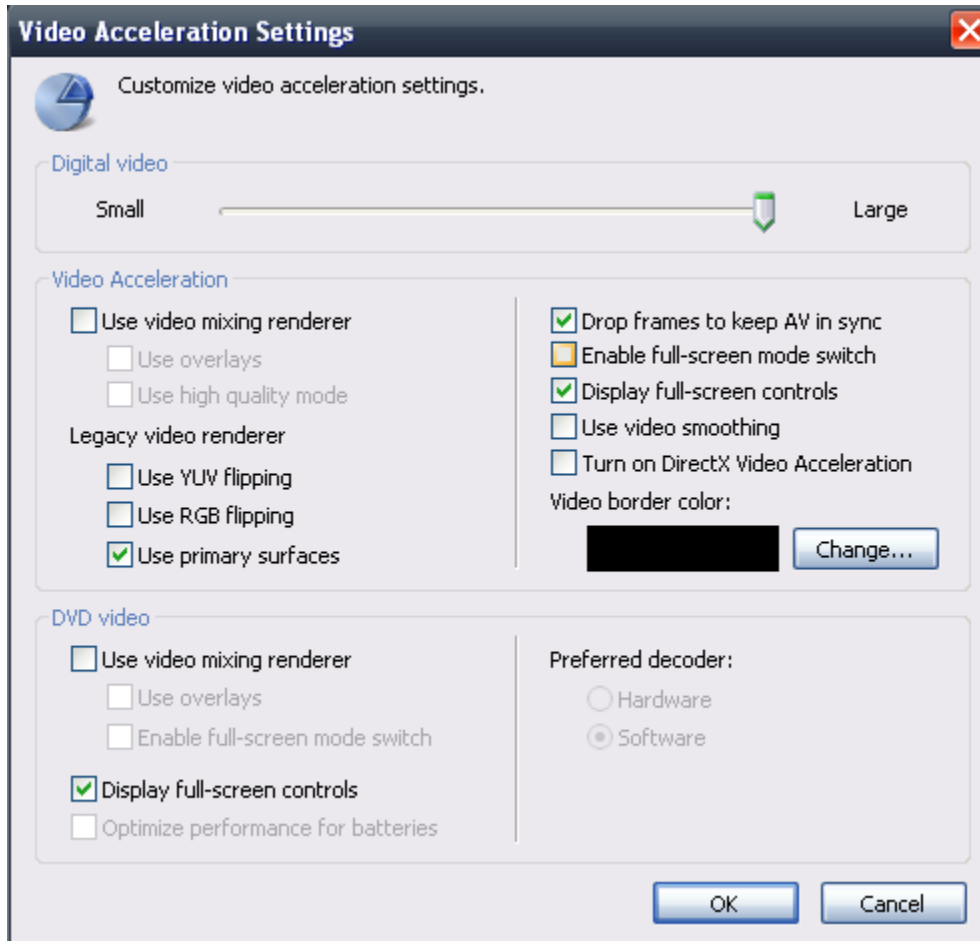 Video Acceleration Settings
Customize video acceleration settings.
Digital video
Small
Large
Video Acceleration
Use video mixing renderer
Use overlays
Use high quality mode
Legacy video renderer
Use YUV flipping
Use RGB flipping
Use primary surfaces
Drop frames to keep AV in sync
Enable full-screen mode switch
Display full-screen controls
Use video smoothing
Turn on DirectX Video Acceleration
Video border color:
Change...
DVD video
Use video mixing renderer
Use overlays
Enable full-screen mode switch
Display full-screen controls
Optimize performance for batteries
Preferred decoder:
Hardware
Software
OK
Cancel